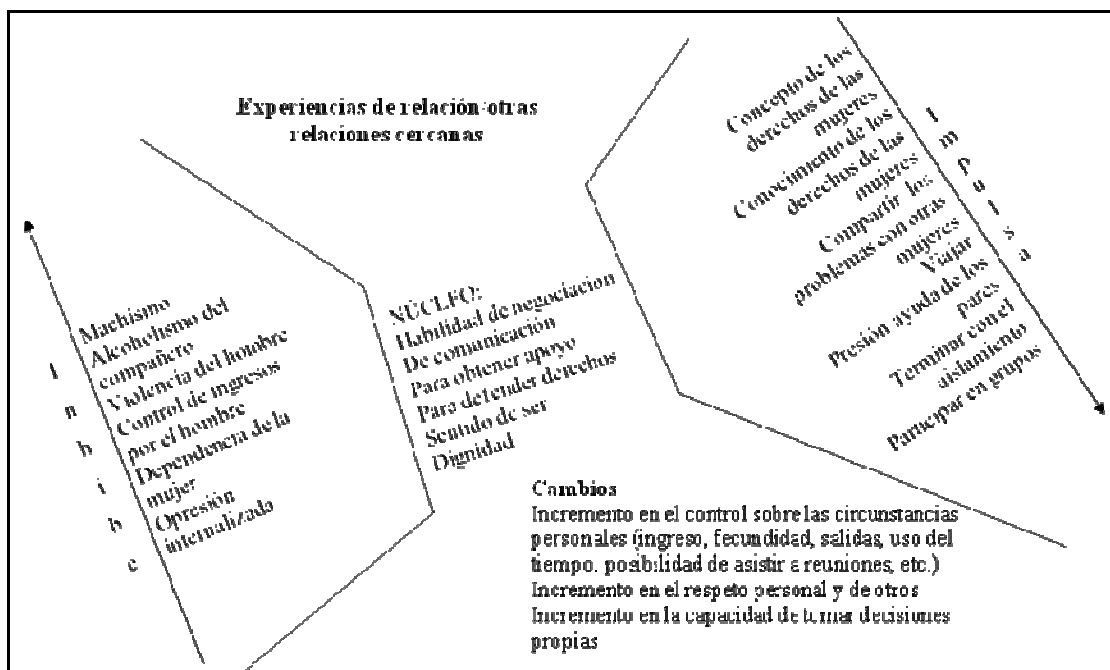 Experiencias de relación/otras
relaciones cercanas
Inhibe
Machismo
Alcoholismo del
compañero
Violencia del hombre
Control de ingresos
por el hombre
Dependencia de la
mujer
Opresión
internalizada
NÚCLEO:
Habilidad de negociación
De comunicación
Para obtener apoyo
Para defender derechos
Sentido de ser
Dignidad
Impulsa
Concepto de los
derechos de las
mujeres
Conocimiento de los
derechos de las
mujeres
Compartir los
problemas con otras
mujeres
Viajar
Presión ayuda de los
pares
Terminar con el
aislamiento
Participar en grupos
Cambios
Incremento en el control sobre las circunstancias
personales (ingreso, fecundidad, salidas, uso del
tiempo, posibilidad de asistir a reuniones, etc.)
Incremento en el respeto personal y de otros
Incremento en la capacidad de tomar decisiones
propias